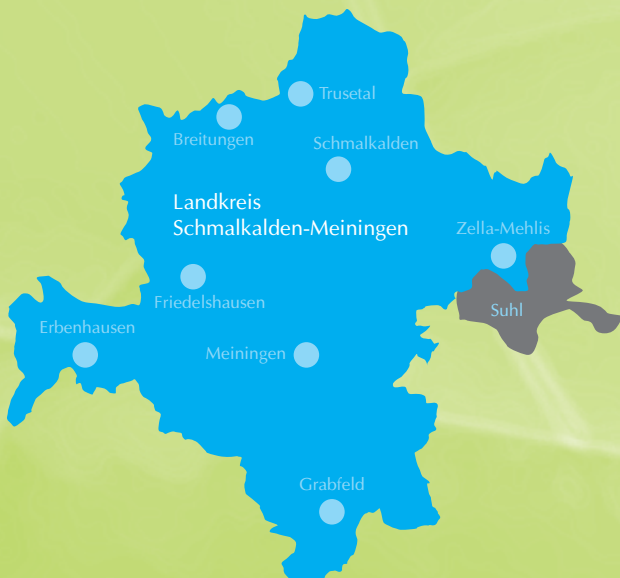 Trusetal
Breitungen
Schmalkalden
Landkreis
Schmalkalden-Meiningen
Zella-Mehlis
Friedelshausen
Suhl
Erbenhausen
Meiningen
Grabfeld